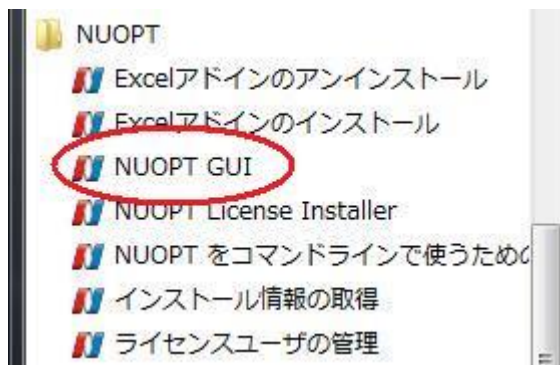 NUOPT
Excelアドインのアンインストール
Excelアドインのインストール
NUOPT GUI
NUOPT License Installer
NUOPT をコマンドラインで使うための
インストール情報の取得
ライセンスユーザの管理